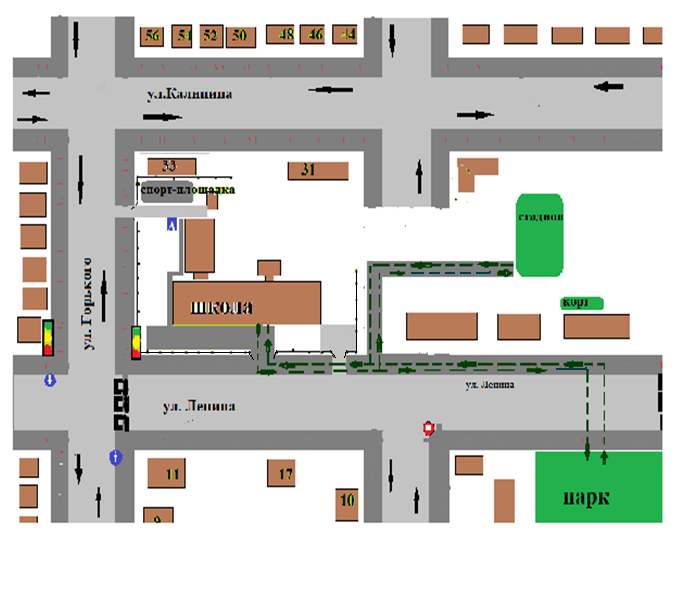 56 54 52 50 48 46 44
ул.Калинина
33
31
спорт-площадка
А
стадион
ул. Горького
школа
корт
ул. Ленина
ул. Ленина
11
17
10
9
парк